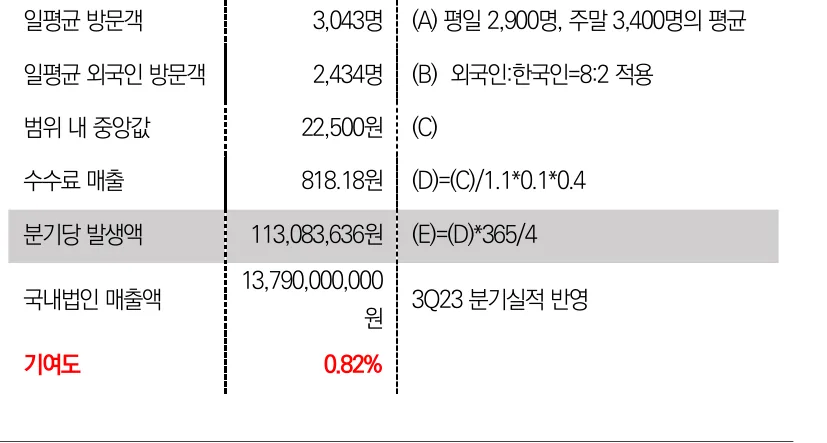 일평균 방문객 3,043명 (A) 평일 2,900명, 주말 3,400명의 평균
일평균 외국인 방문객 2,434명 (B) 외국인:한국인=8:2 적용
범위 내 중앙값 22,500원 (C)
수수료 매출 818.18원 (D)=(C)/1.1*0.1*0.4
분기당 발생액 113,083,636원 (E)=(D)*365/4
국내법인 매출액 13,790,000,000
원 3Q23 분기실적 반영
기여도 0.82%